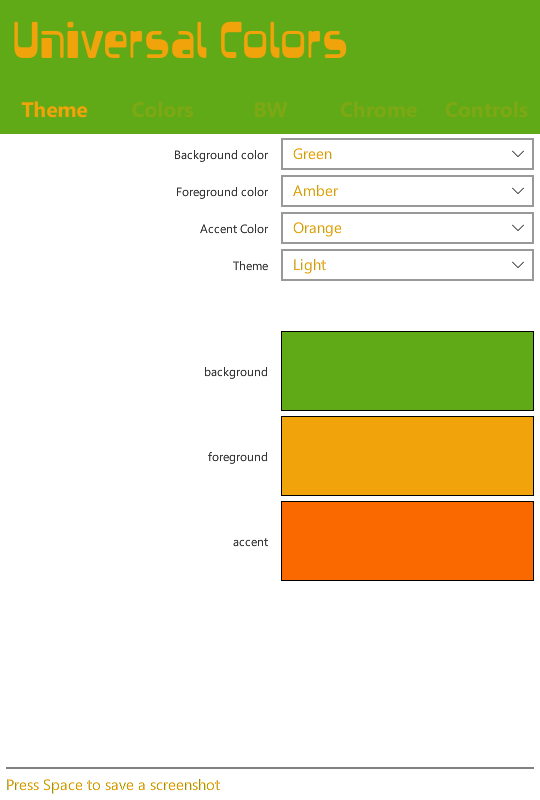 Universal Colors
Theme Colors BW Chrome Controls
Background color Green
Foreground color Amber
Accent Color Orange
Theme Light
background
foreground
accent
Press Space to save a screenshot